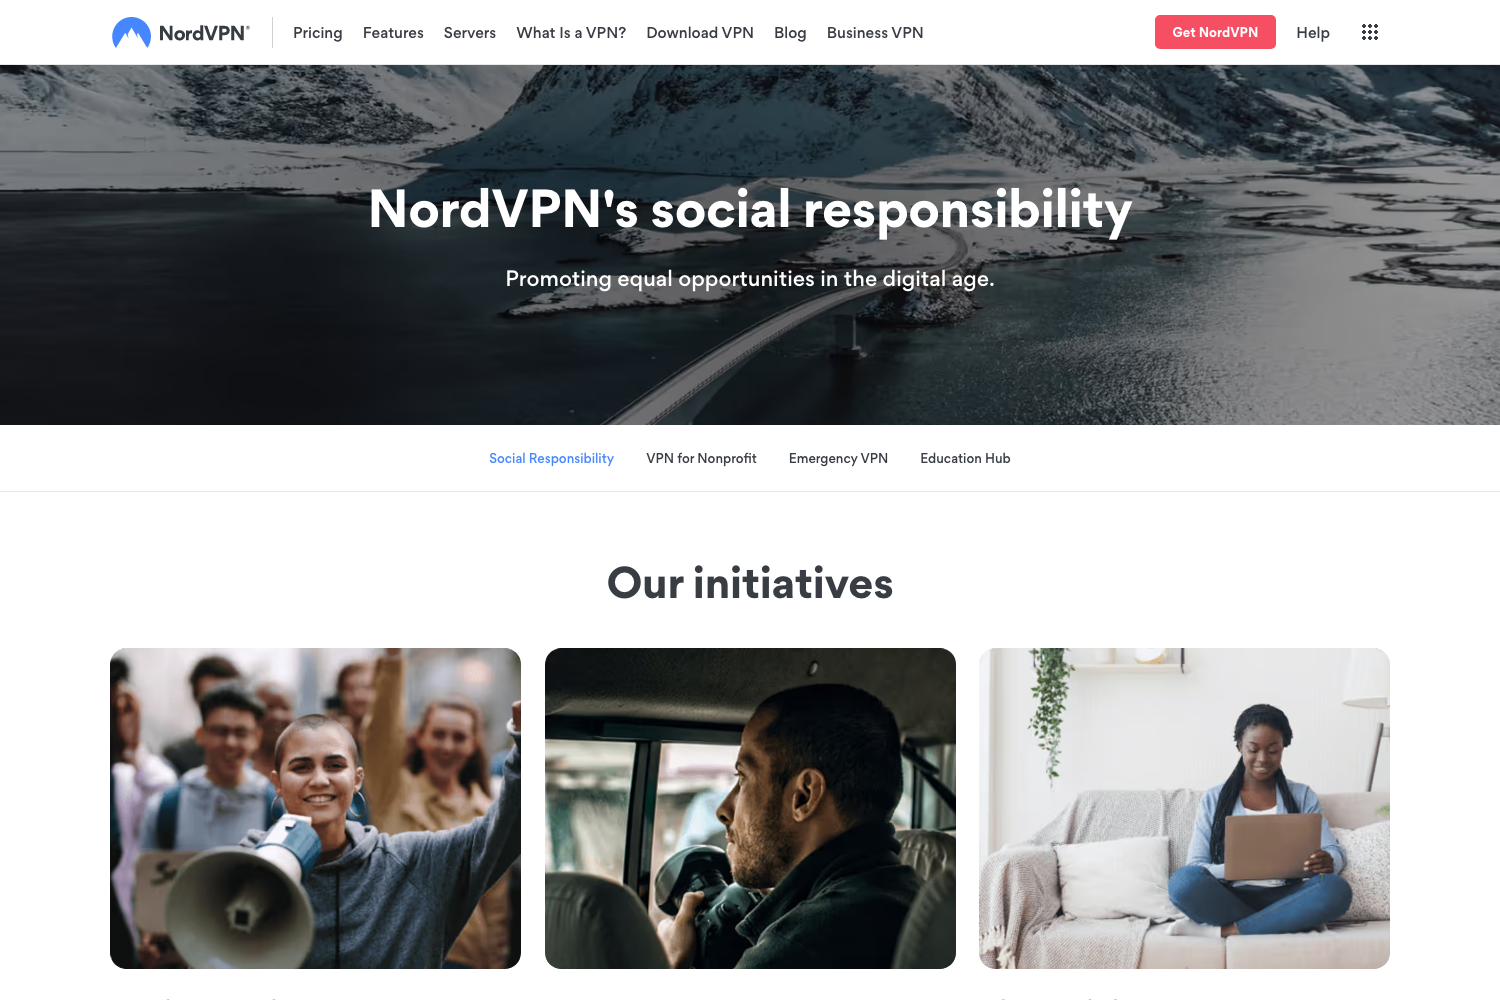 NordVPN®
Pricing
Features
Servers
What Is a VPN?
Download VPN
Blog
Business VPN
Get NordVPN
Help
NordVPN's social responsibility
Promoting equal opportunities in the digital age.
Social Responsibility
VPN for Nonprofit
Emergency VPN
Education Hub
Our initiatives